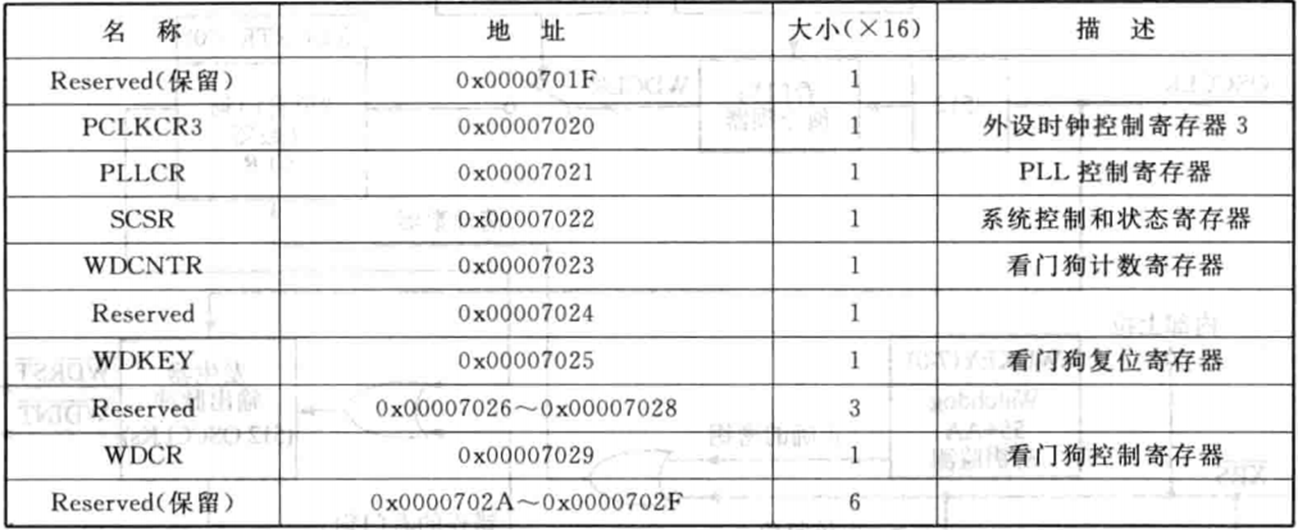 名 称 地 址 大小(×16) 描 述
Reserved(保留) 0x0000701F 1
PCLKCR3 0x00007020 1 外设时钟控制寄存器 3
PLLCR 0x00007021 1 PLL 控制寄存器
SCSR 0x00007022 1 系统控制和状态寄存器
WDCNTR 0x00007023 1 看门狗计数寄存器
Reserved 0x00007024 1
WDKEY 0x00007025 1 看门狗复位寄存器
Reserved 0x00007026~0x00007028 3
WDCR 0x00007029 1 看门狗控制寄存器
Reserved(保留) 0x0000702A~0x0000702F 6